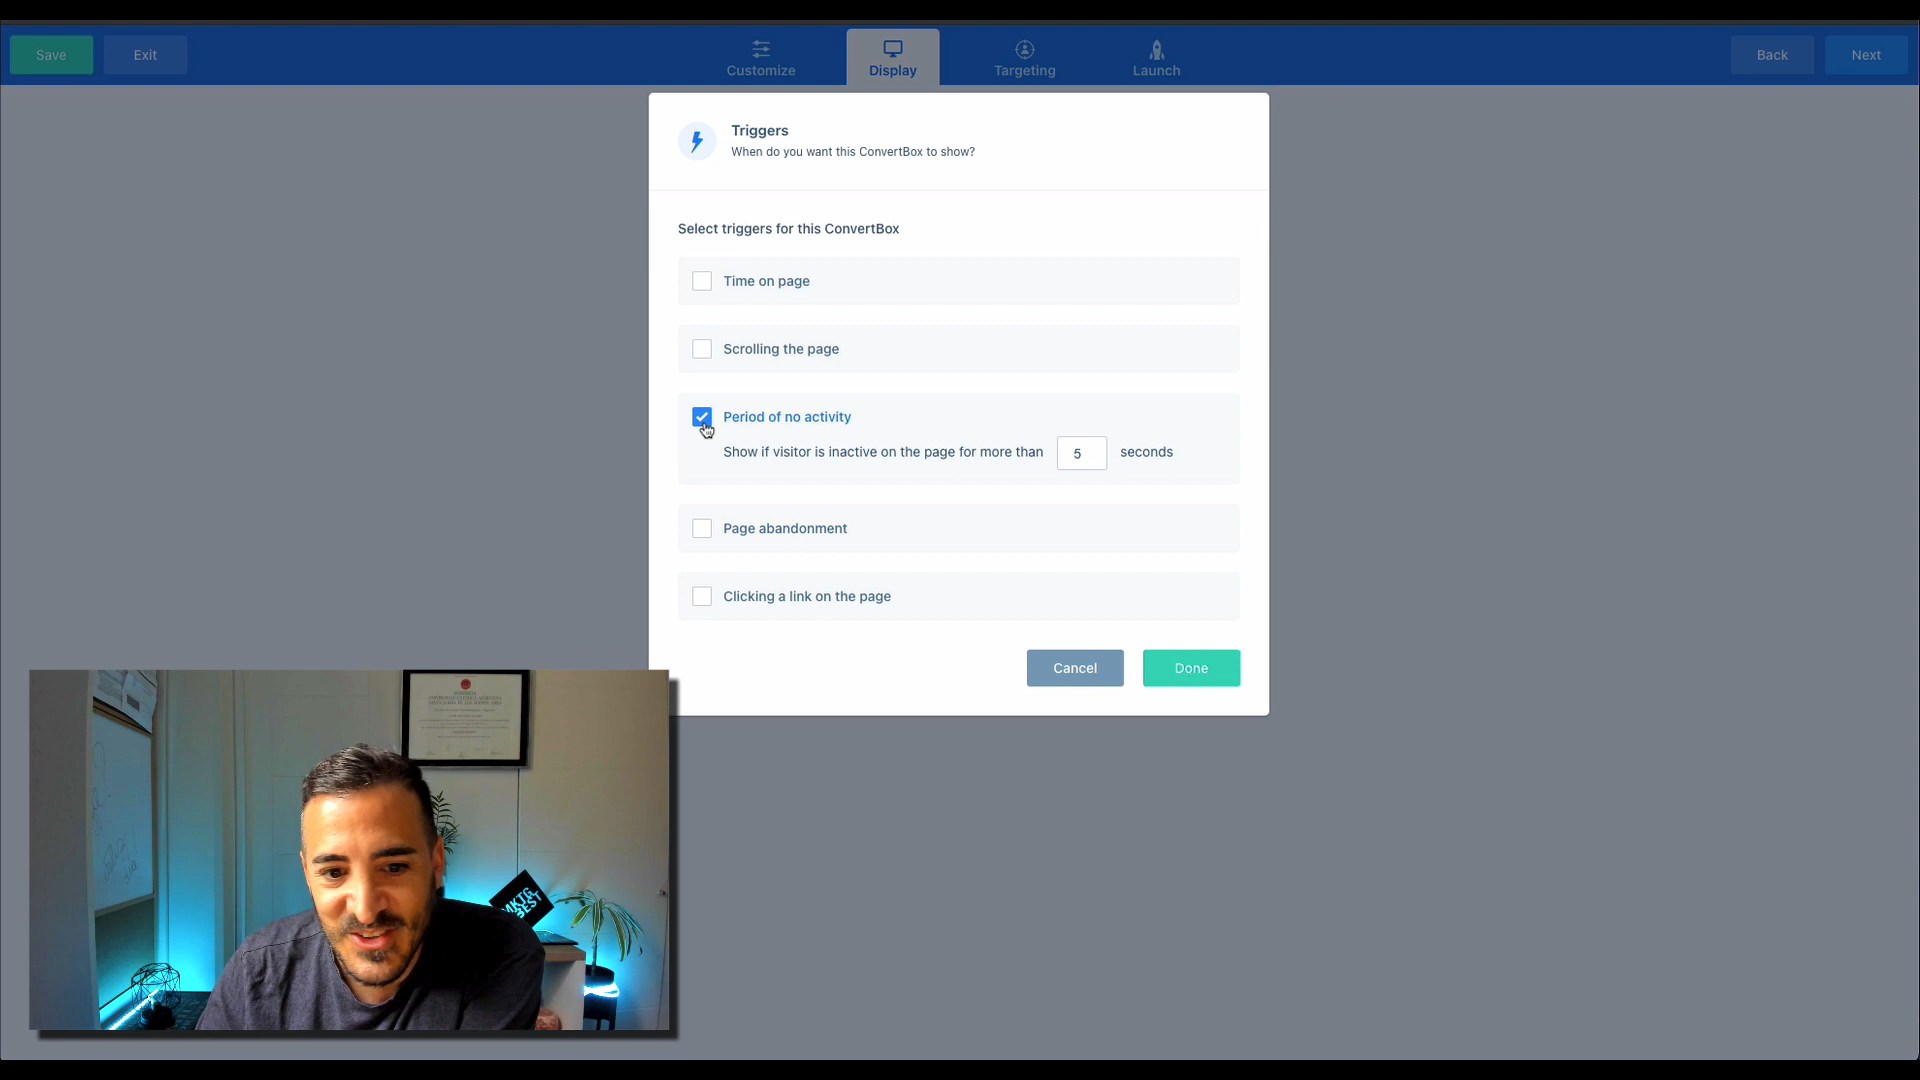 Save
Exit
Customize
Display
Targeting
Launch
Back
Next
Triggers
When do you want this ConvertBox to show?
Select triggers for this ConvertBox
Time on page
Scrolling the page
Period of no activity
Show if visitor is inactive on the page for more than 5 seconds
Page abandonment
Clicking a link on the page
Cancel
Done
MKTG
BEST